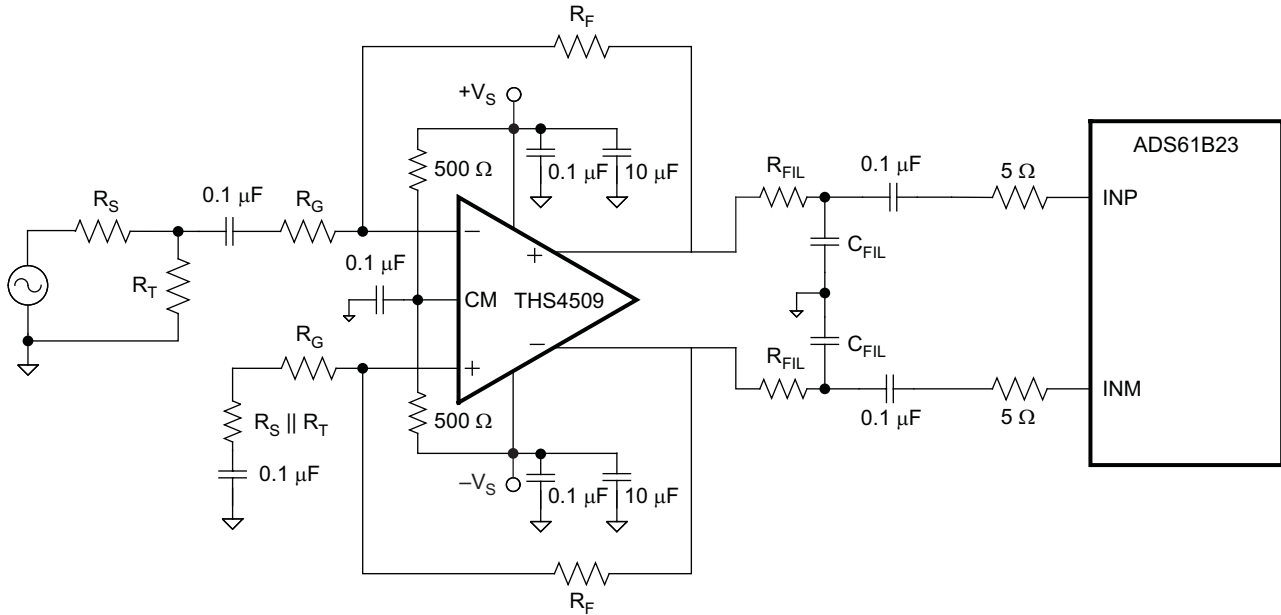 R_F
+V_S
500 Ω
0.1 μF
10 μF
ADS61B23
R_FIL
0.1 μF
5 Ω
INP
0.1 μF
R_S
R_G
−
+
C_FIL
0.1 μF
R_T
CM
THS4509
R_G
+
−
C_FIL
R_FIL
INM
0.1 μF
5 Ω
500 Ω
R_S || R_T
0.1 μF
−V_S
0.1 μF
10 μF
R_F